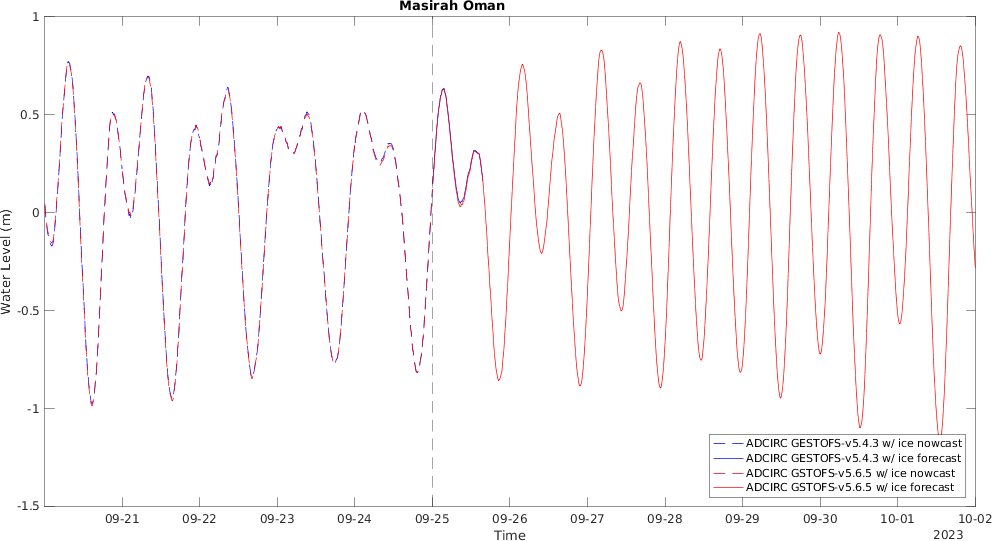 Masirah Oman
1
0.5
0
-0.5
-1
-1.5
Water Level (m)
09-21 09-22 09-23 09-24 09-25 09-26 09-27 09-28 09-29 09-30 10-01 10-02
Time
2023
ADCIRC GESTOFS-v5.4.3 w/ ice nowcast
ADCIRC GESTOFS-v5.4.3 w/ ice forecast
ADCIRC GSTOFS-v5.6.5 w/ ice nowcast
ADCIRC GSTOFS-v5.6.5 w/ ice forecast